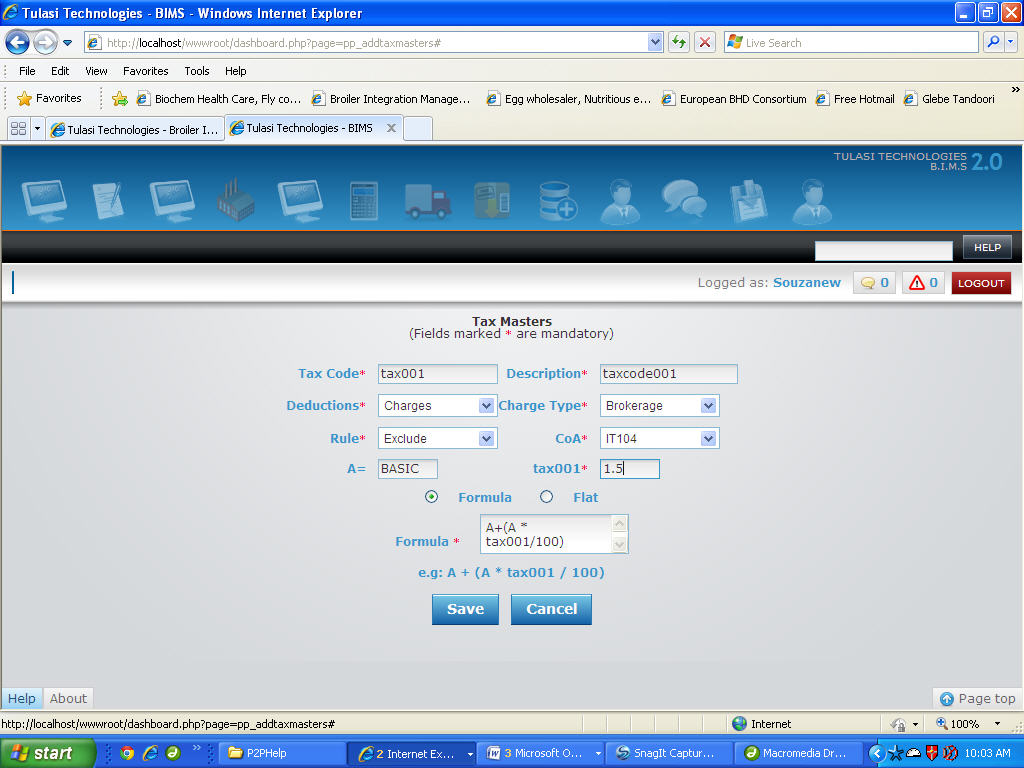 Tulasi Technologies - BIMS - Windows Internet Explorer
http://localhost/wwwroot/dashboard.php?page=pp_addtaxmasters#
Live Search
File Edit View Favorites Tools Help
Favorites Biochem Health Care, Fly co... Broiler Integration Manage... Egg wholesaler, Nutritious e... European BHD Consortium Free Hotmail Glebe Tandoori
Tulasi Technologies - Broiler I... Tulasi Technologies - BIMS
TULASI TECHNOLOGIES 2.0
B.I.M.S
HELP
Logged as: Souzanew 0 0 LOGOUT
Tax Masters
(Fields marked * are mandatory)
Tax Code* tax001 Description* taxcode001
Deductions* Charges Charge Type* Brokerage
Rule* Exclude CoA* IT104
A= BASIC tax001* 1.5
Formula Flat
Formula * A+(A *
tax001/100)
e.g: A + (A * tax001 / 100)
Save Cancel
Help About Page top
http://localhost/wwwroot/dashboard.php?page=pp_addtaxmasters# Internet 100%
start P2PHelp 2 Internet Ex... 3 Microsoft O... SnagIt Captur... Macromedia Dr... 10:03 AM